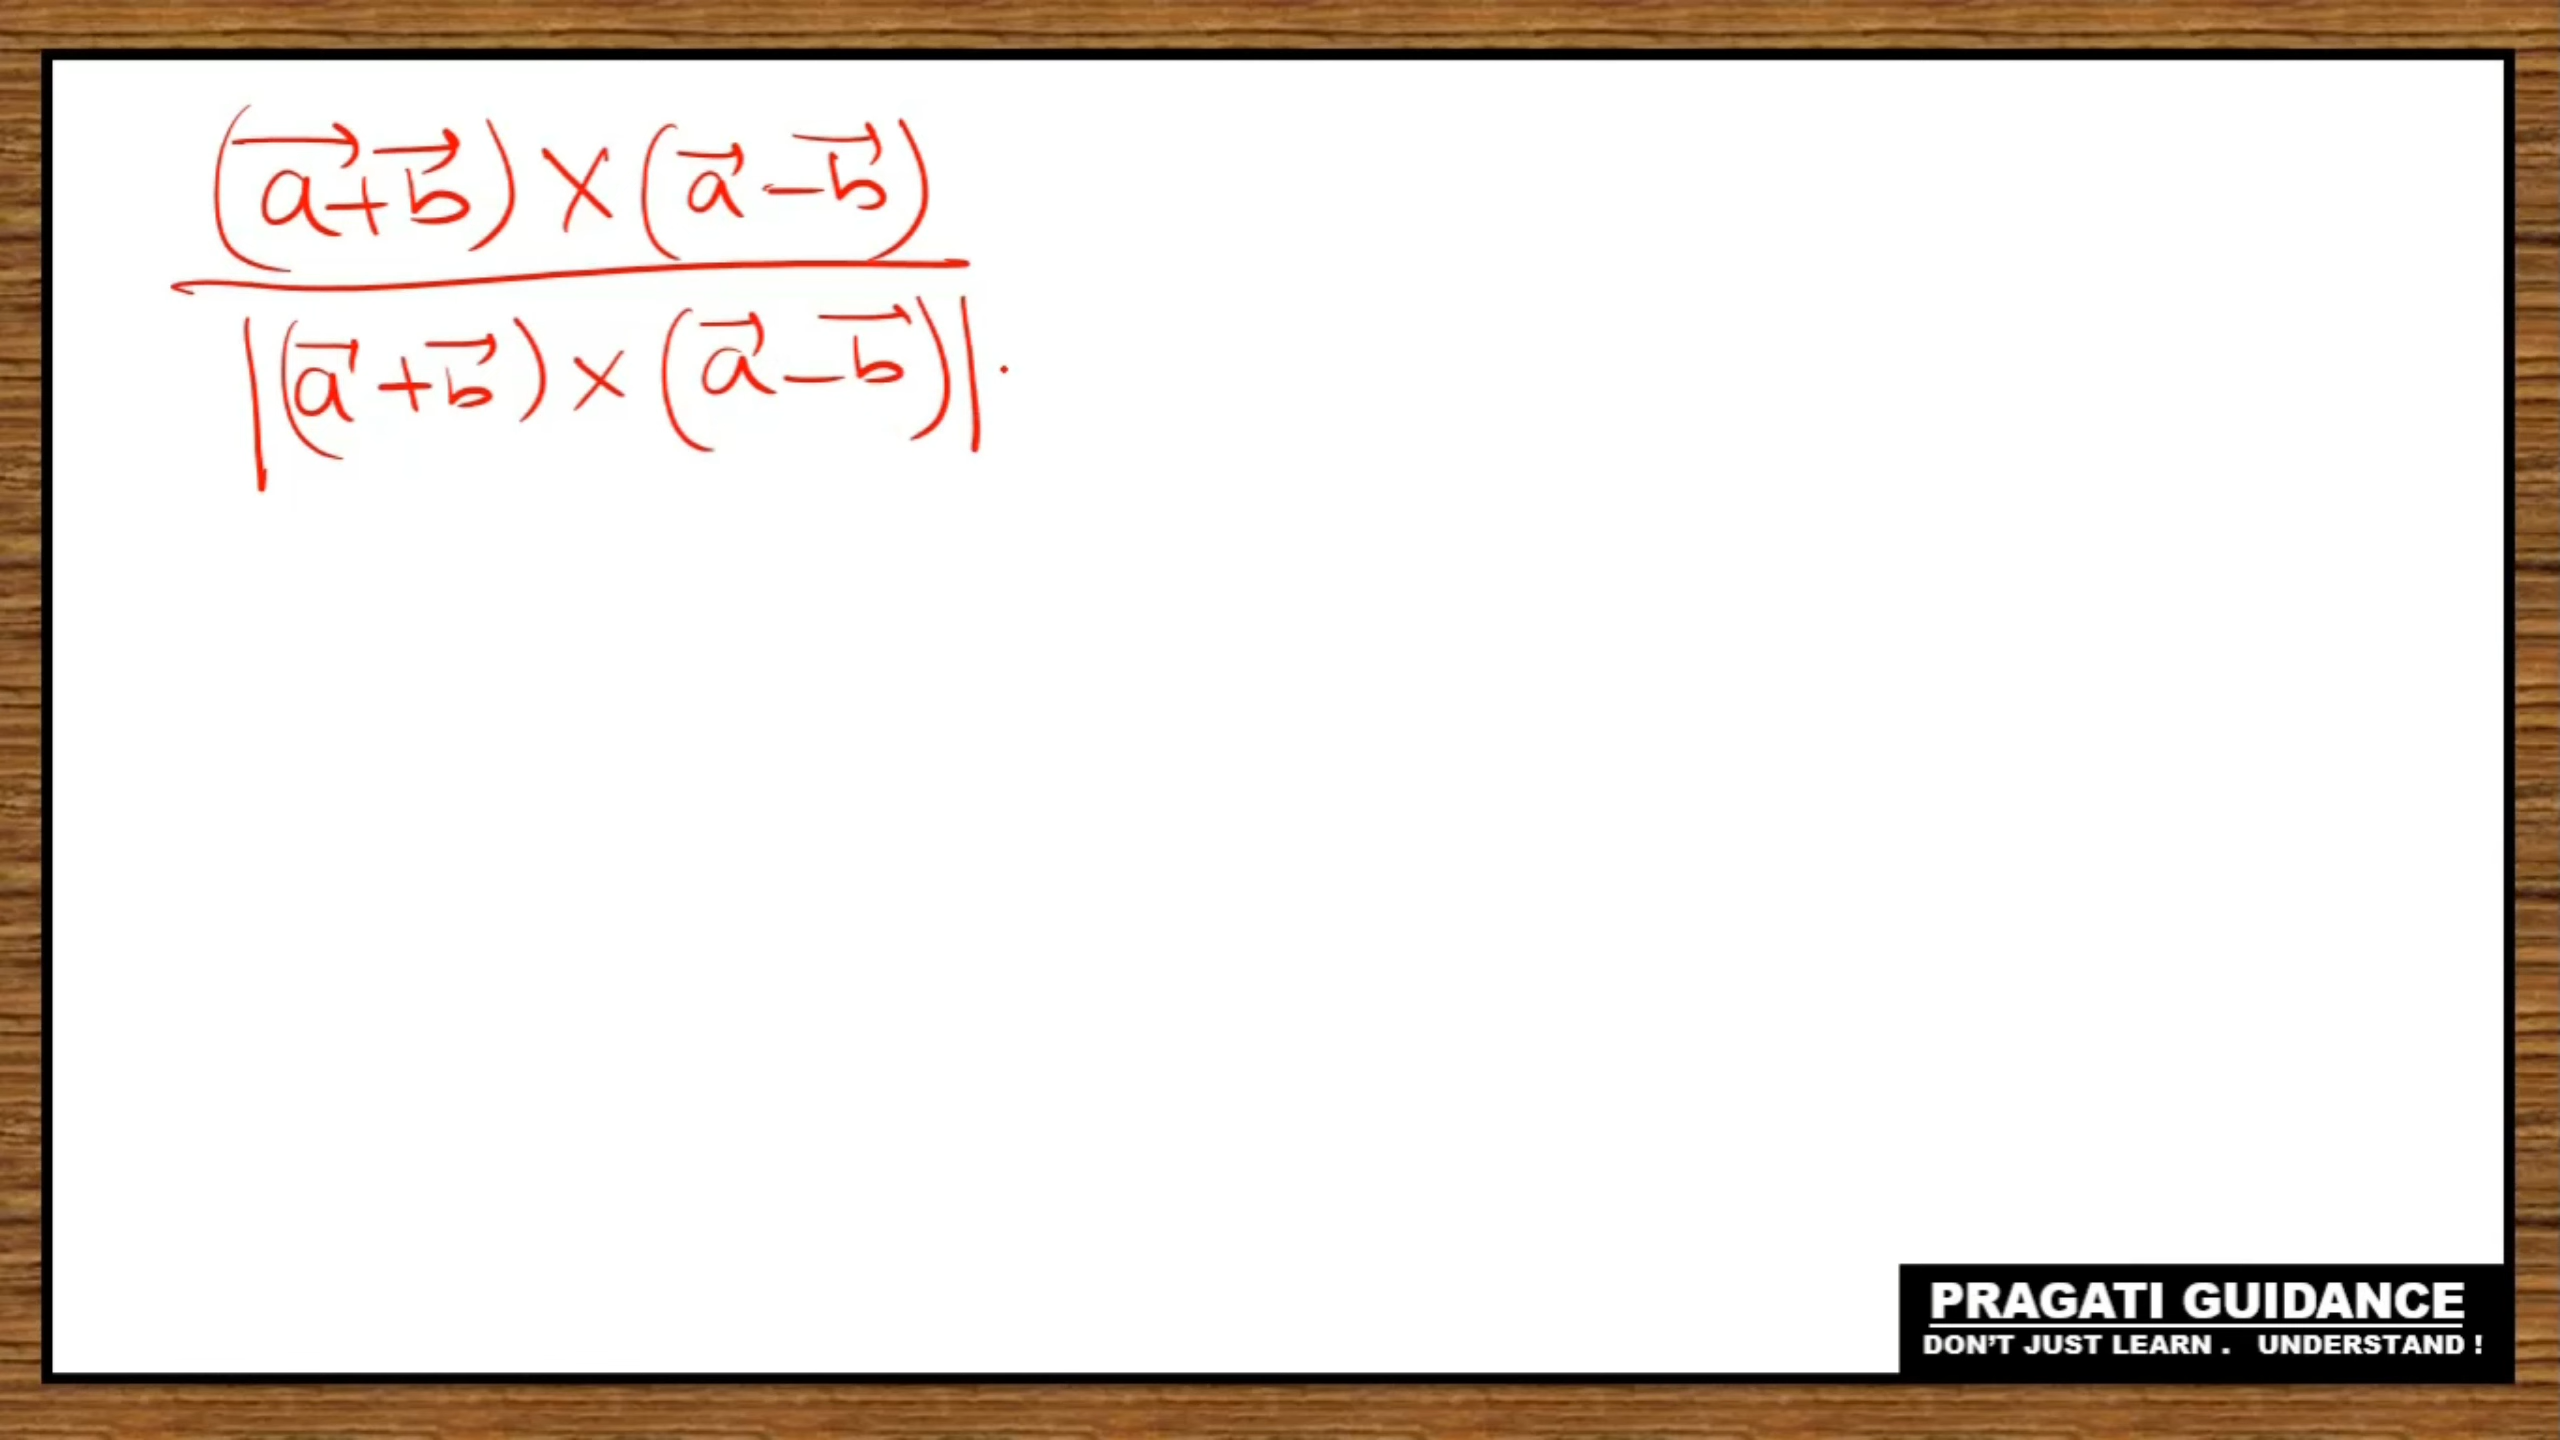 (a⃗+b⃗) × (a⃗-b⃗)
|(a⃗+b⃗) × (a⃗-b⃗)| .
PRAGATI GUIDANCE
DON'T JUST LEARN . UNDERSTAND !